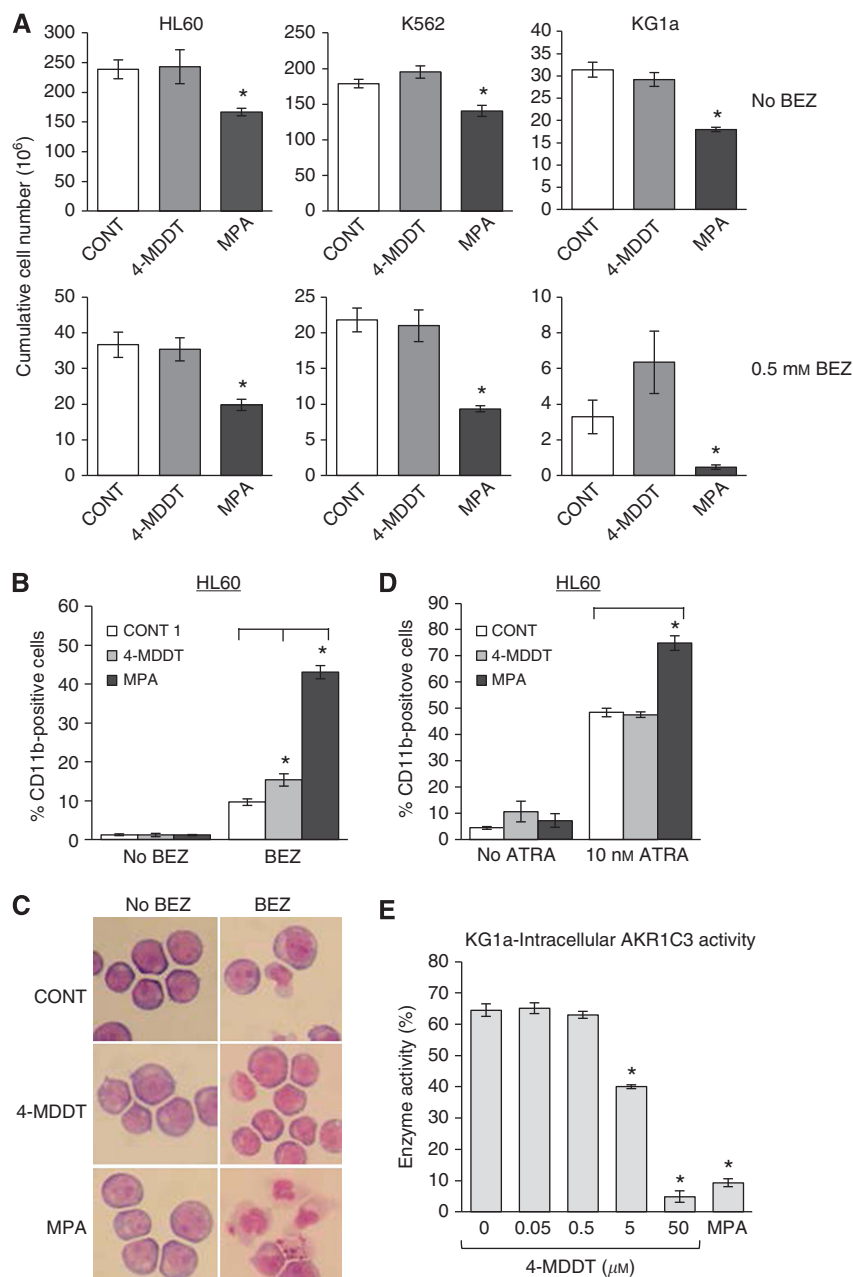 A
HL60
K562
KG1a
Cumulative cell number (10⁶)
300
250
200
150
100
50
0
CONT
4-MDDT
MPA
*
250
200
150
100
50
0
CONT
4-MDDT
MPA
*
40
35
30
25
20
15
10
5
0
CONT
4-MDDT
MPA
*
No BEZ
50
40
30
20
10
0
CONT
4-MDDT
MPA
*
25
20
15
10
5
0
CONT
4-MDDT
MPA
*
10
8
6
4
2
0
CONT
4-MDDT
MPA
*
0.5 mM BEZ
B
HL60
% CD11b-positive cells
60
50
40
30
20
10
0
CONT 1
4-MDDT
MPA
*
*
No BEZ
BEZ
D
HL60
% CD11b-positove cells
90
80
70
60
50
40
30
20
10
0
CONT
4-MDDT
MPA
*
No ATRA
10 nM ATRA
C
No BEZ
BEZ
CONT
4-MDDT
MPA
E
KG1a-Intracellular AKR1C3 activity
Enzyme activity (%)
80
70
60
50
40
30
20
10
0
*
*
*
0
0.05
0.5
5
50
MPA
4-MDDT (μM)